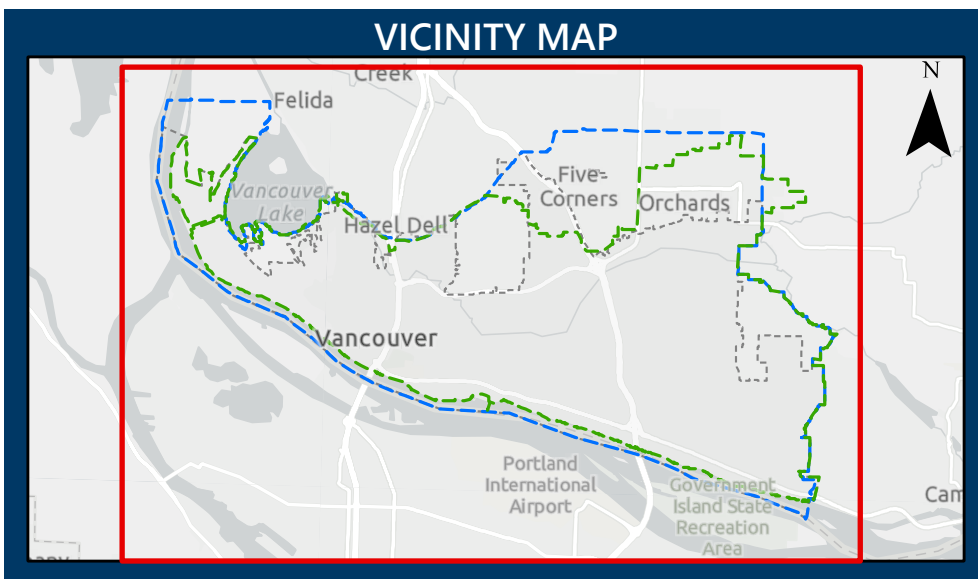 VICINITY MAP
N
Creek
Felida
Vancouver
Lake
Five
Corners
Orchards
Hazel Dell
Vancouver
Portland
International
Airport
Government
Island State
Recreation
Area
Cam